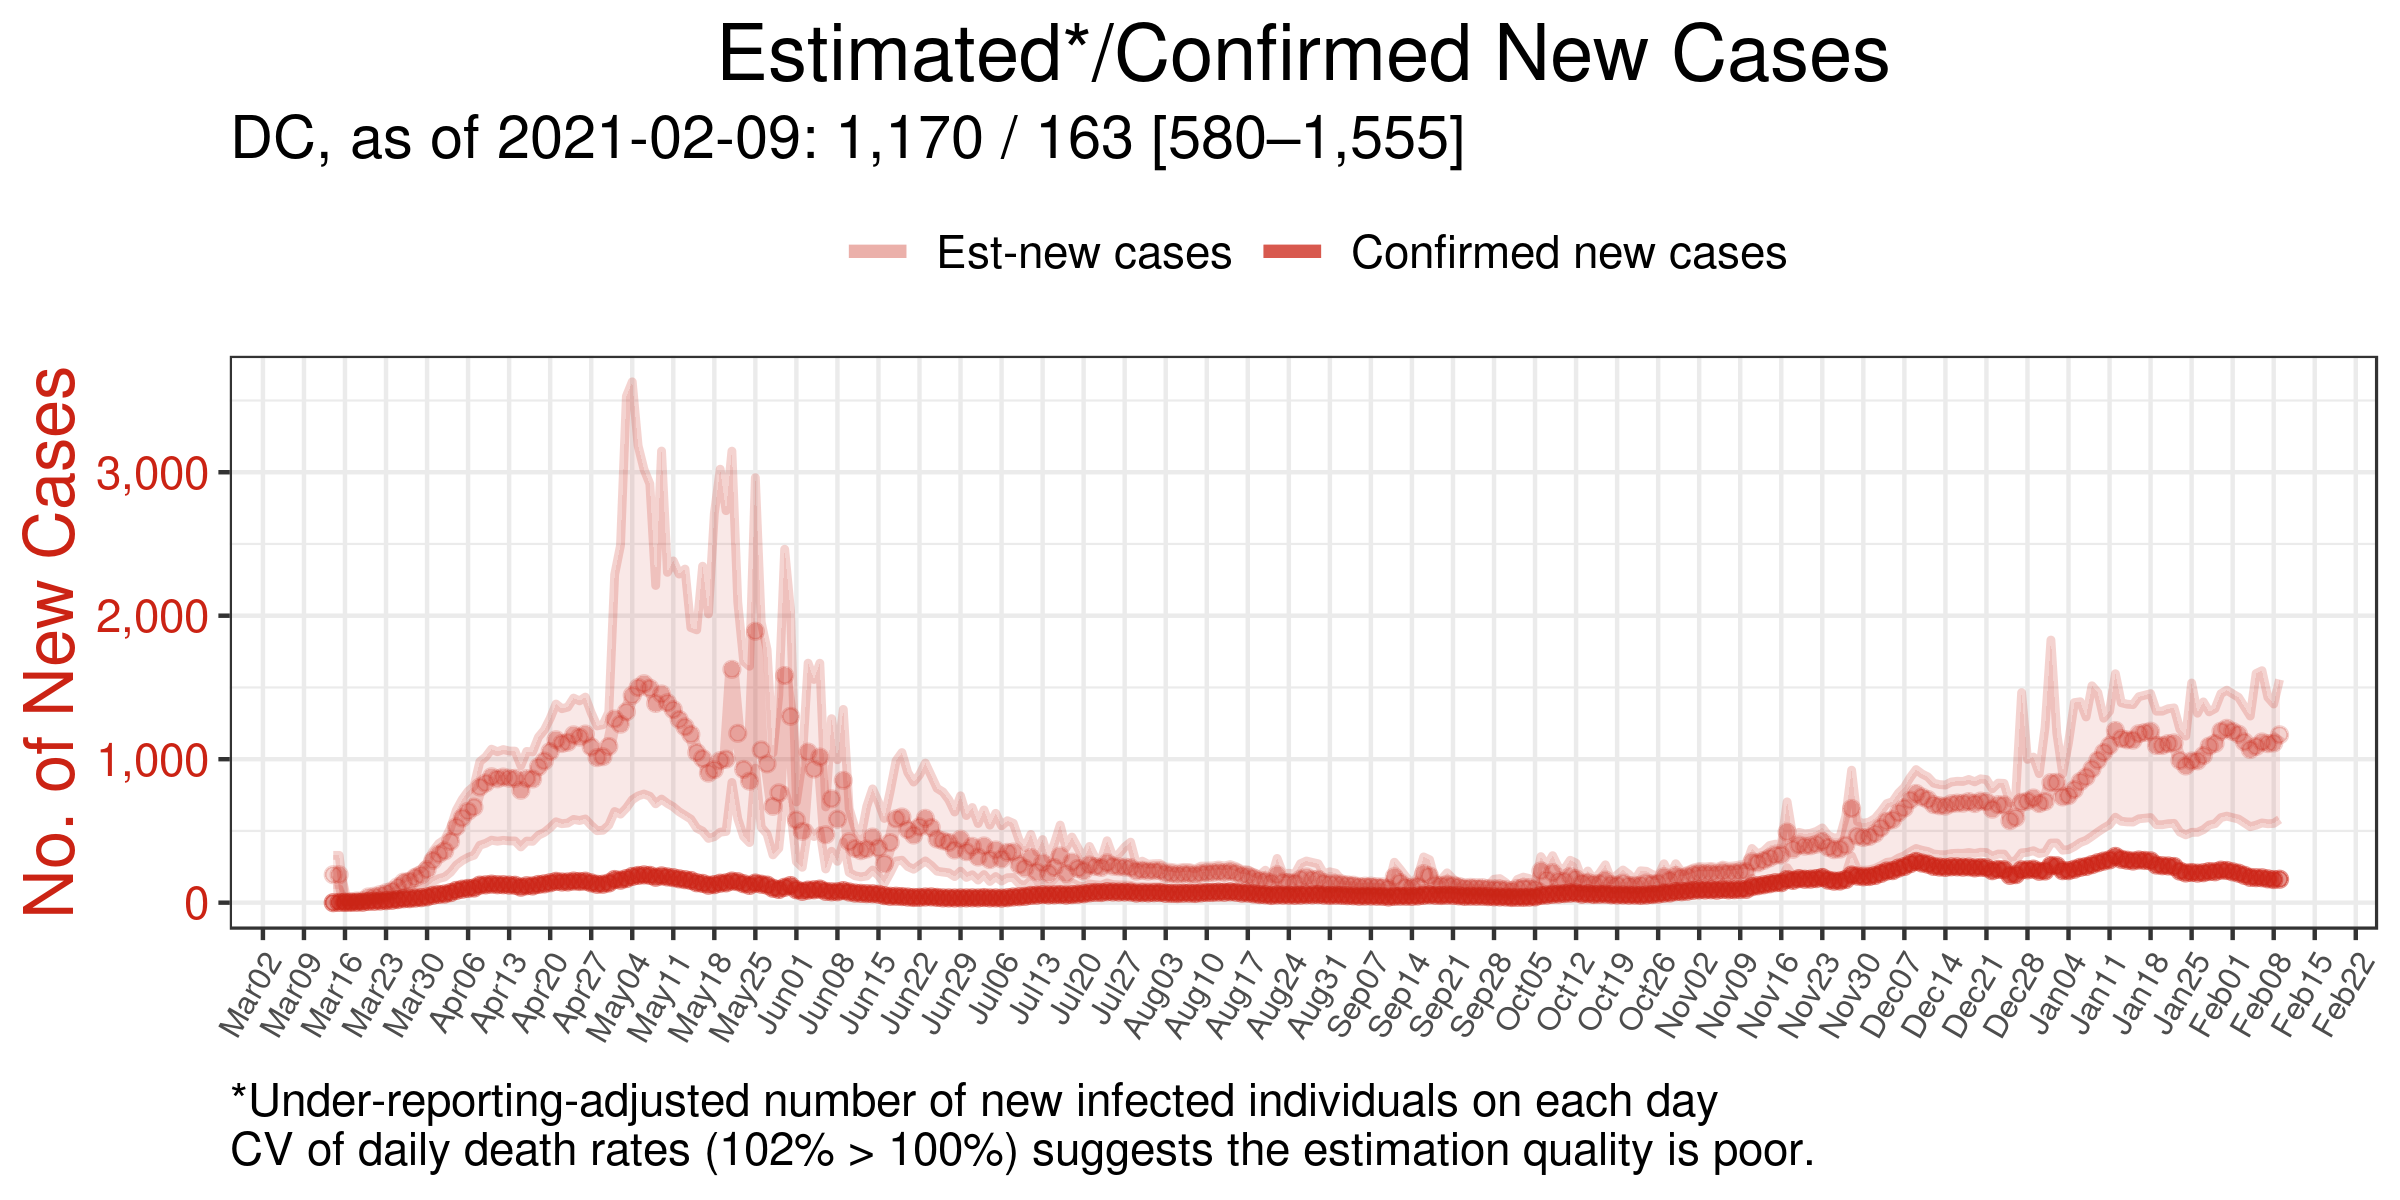 Estimated*/Confirmed New Cases
DC, as of 2021-02-09: 1,170 / 163 [580–1,555]
Est-new cases
Confirmed new cases
No. of New Cases
3,000
2,000
1,000
0
Mar02
Mar09
Mar16
Mar23
Mar30
Apr06
Apr13
Apr20
Apr27
May04
May11
May18
May25
Jun01
Jun08
Jun15
Jun22
Jun29
Jul06
Jul13
Jul20
Jul27
Aug03
Aug10
Aug17
Aug24
Aug31
Sep07
Sep14
Sep21
Sep28
Oct05
Oct12
Oct19
Oct26
Nov02
Nov09
Nov16
Nov23
Nov30
Dec07
Dec14
Dec21
Dec28
Jan04
Jan11
Jan18
Jan25
Feb01
Feb08
Feb15
Feb22
*Under-reporting-adjusted number of new infected individuals on each day
CV of daily death rates (102% > 100%) suggests the estimation quality is poor.